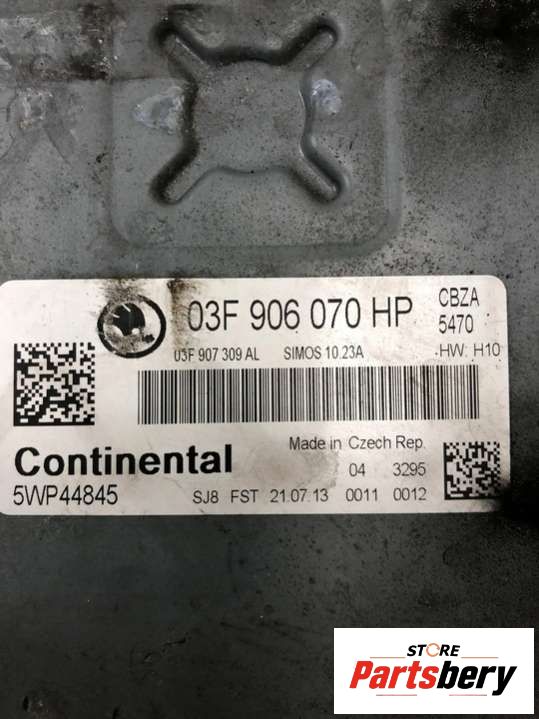 03F 906 070 HP
CBZA
5470
03F 907 309 AL SIMOS 10.23A HW: H10
Continental
Made in Czech Rep.
04 3295
5WP44845 SJ8 FST 21.07.13 0011 0012
STORE
Partsbery